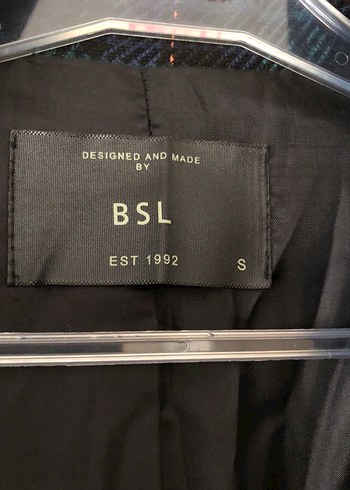 DESIGNED AND MADE
BY
BSL
EST 1992 S